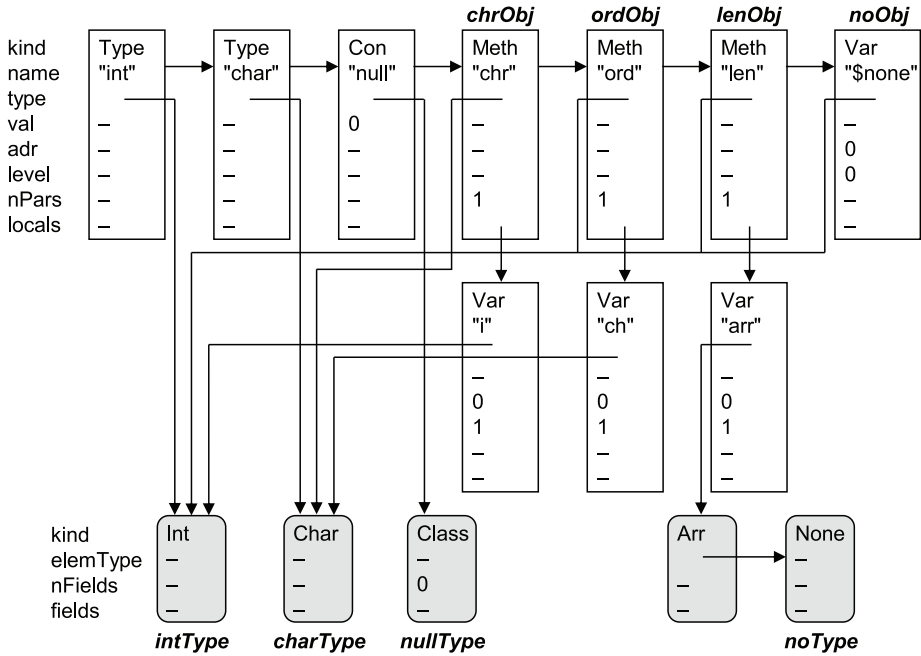 chrObj ordObj lenObj noObj
kind Type Type Con Meth Meth Meth Var
name "int" "char" "null" "chr" "ord" "len" "$none"
type
val – – 0 – – – –
adr – – – – – – 0
level – – – – – – 0
nPars – – – 1 1 1 –
locals – – – –
Var Var Var
"i" "ch" "arr"
– – –
0 0 0
1 1 1
– – –
– – –
kind Int Char Class Arr None
elemType – – – –
nFields – – 0 – –
fields – – – – –
intType charType nullType noType